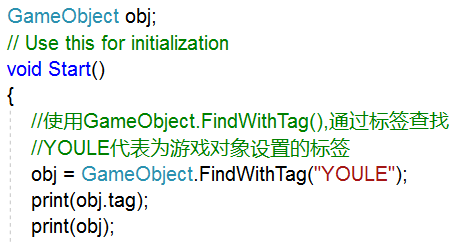 GameObject obj;
// Use this for initialization
void Start()
{
//使用GameObject.FindWithTag(),通过标签查找
//YOULE代表为游戏对象设置的标签
obj = GameObject.FindWithTag("YOULE");
print(obj.tag);
print(obj);